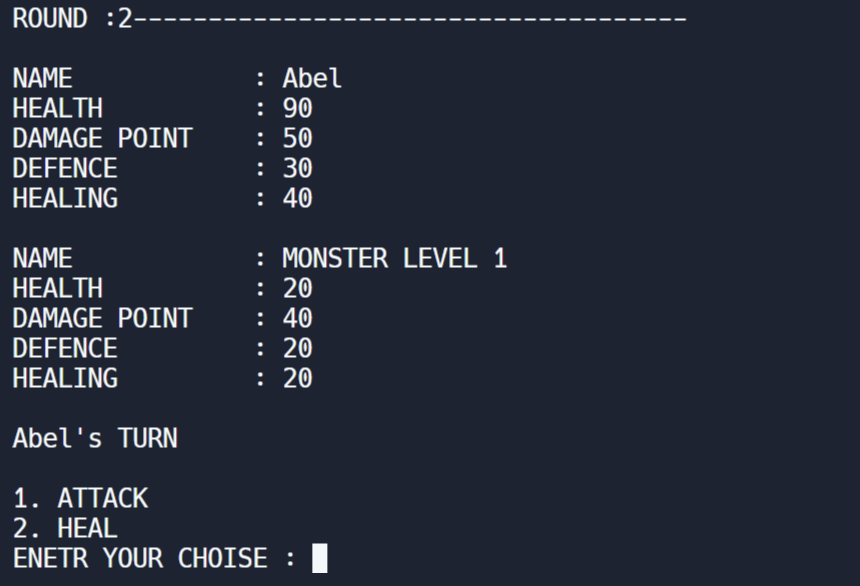 ROUND :2-------------------------------------
NAME : Abel
HEALTH : 90
DAMAGE POINT : 50
DEFENCE : 30
HEALING : 40
NAME : MONSTER LEVEL 1
HEALTH : 20
DAMAGE POINT : 40
DEFENCE : 20
HEALING : 20
Abel's TURN
1. ATTACK
2. HEAL
ENETR YOUR CHOISE :